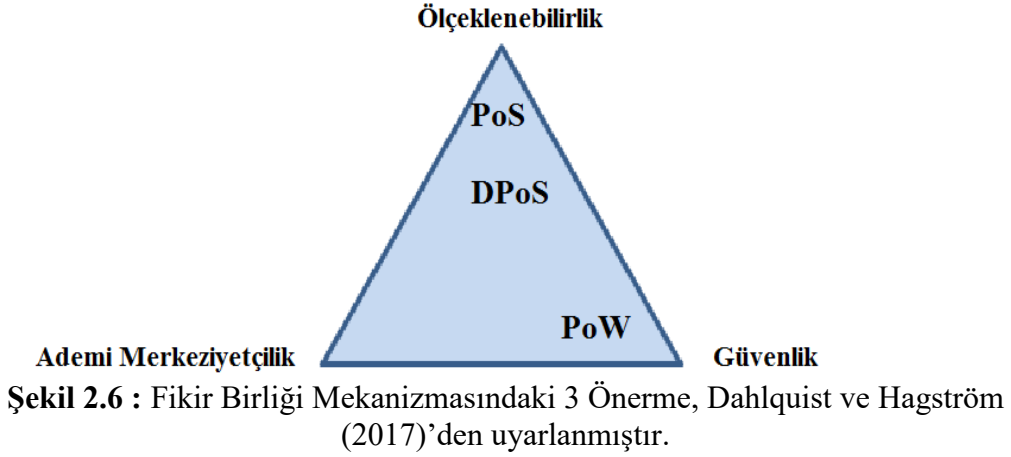 Ölçeklenebilirlik
PoS
DPoS
PoW
Ademi Merkeziyetçilik
Güvenlik
Şekil 2.6 : Fikir Birliği Mekanizmasındaki 3 Önerme, Dahlquist ve Hagström
(2017)’den uyarlanmıştır.